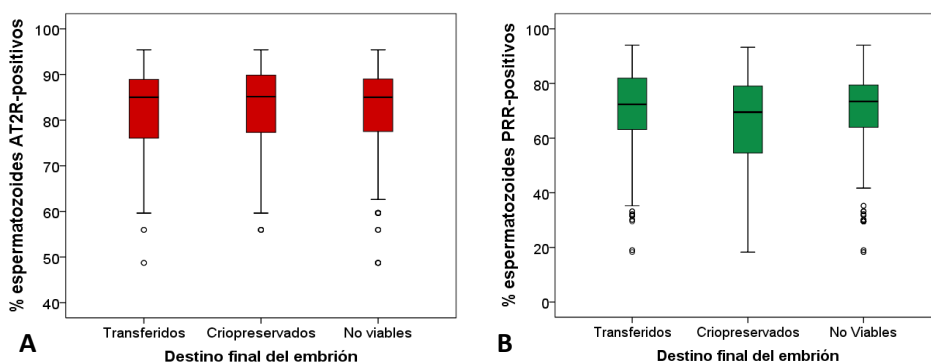 % espermatozoides AT2R-positivos
100
90
80
70
60
50
40
Transferidos Criopreservados No viables
Destino final del embrión
A
% espermatozoides PRR-positivos
100
80
60
40
20
0
Transferidos Criopreservados No Viables
Destino final del embrión
B